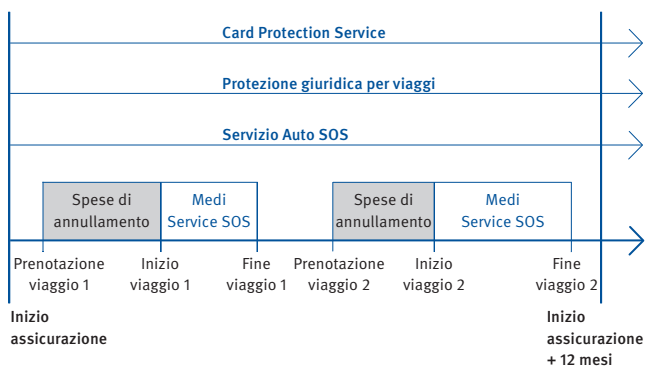 Card Protection Service
Protezione giuridica per viaggi
Servizio Auto SOS
Spese di
annullamento
Medi
Service SOS
Spese di
annullamento
Medi
Service SOS
Prenotazione
viaggio 1
Inizio
viaggio 1
Fine
viaggio 1
Prenotazione
viaggio 2
Inizio
viaggio 2
Fine
viaggio 2
Inizio
assicurazione
Inizio
assicurazione
+ 12 mesi